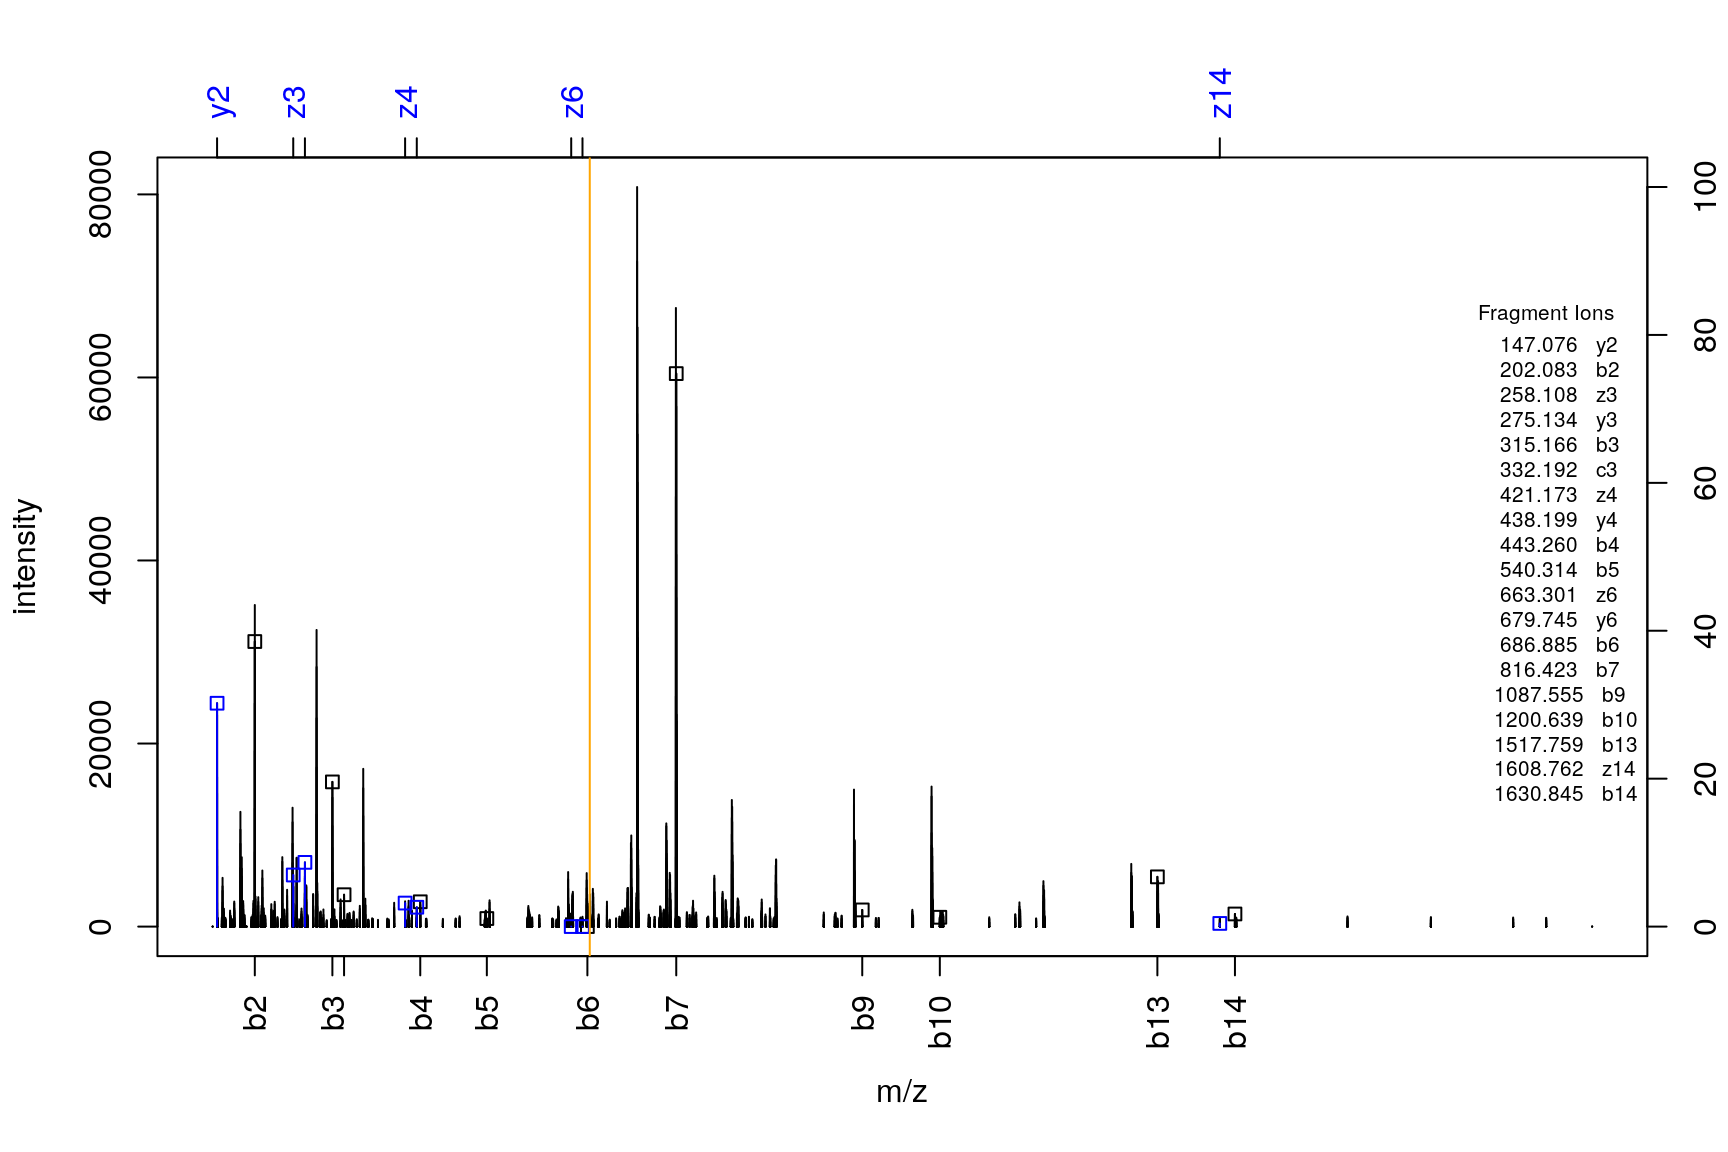 y2 z3 z4 z6 z14
intensity
0 20000 40000 60000 80000
0 20 40 60 80 100
Fragment Ions
147.076 y2
202.083 b2
258.108 z3
275.134 y3
315.166 b3
332.192 c3
421.173 z4
438.199 y4
443.260 b4
540.314 b5
663.301 z6
679.745 y6
686.885 b6
816.423 b7
1087.555 b9
1200.639 b10
1517.759 b13
1608.762 z14
1630.845 b14
b2 b3 b4 b5 b6 b7 b9 b10 b13 b14
m/z